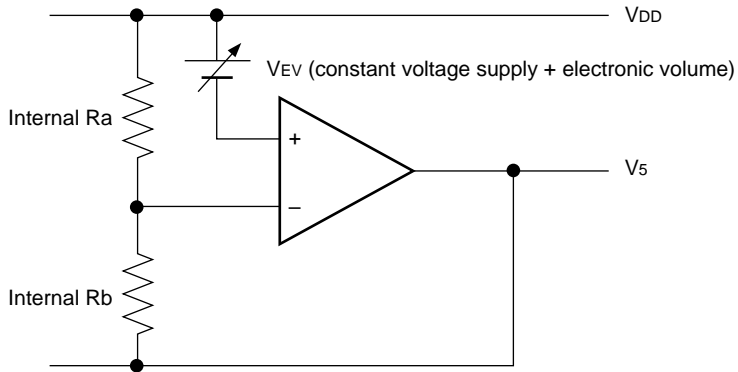 VDD
VEV (constant voltage supply + electronic volume)
Internal Ra
+
V5
–
Internal Rb